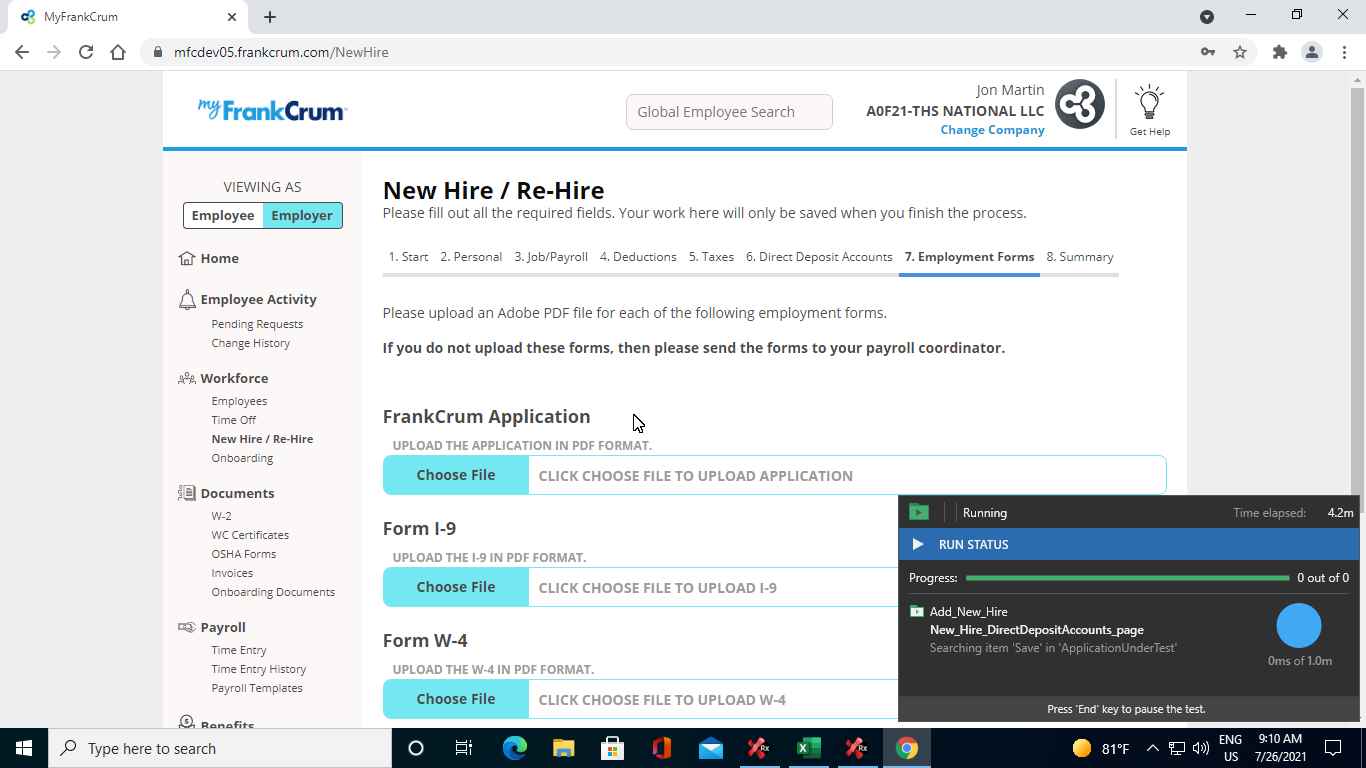 MyFrankCrum
mfcdev05.frankcrum.com/NewHire
myFrankCrum
Global Employee Search
Jon Martin
A0F21-THS NATIONAL LLC
Change Company
Get Help
VIEWING AS
Employee Employer
Home
Employee Activity
Pending Requests
Change History
Workforce
Employees
Time Off
New Hire / Re-Hire
Onboarding
Documents
W-2
WC Certificates
OSHA Forms
Invoices
Onboarding Documents
Payroll
Time Entry
Time Entry History
Payroll Templates
Benefits
New Hire / Re-Hire
Please fill out all the required fields. Your work here will only be saved when you finish the process.
1. Start 2. Personal 3. Job/Payroll 4. Deductions 5. Taxes 6. Direct Deposit Accounts 7. Employment Forms 8. Summary
Please upload an Adobe PDF file for each of the following employment forms.
If you do not upload these forms, then please send the forms to your payroll coordinator.
FrankCrum Application
UPLOAD THE APPLICATION IN PDF FORMAT.
Choose File CLICK CHOOSE FILE TO UPLOAD APPLICATION
Form I-9
UPLOAD THE I-9 IN PDF FORMAT.
Choose File CLICK CHOOSE FILE TO UPLOAD I-9
Form W-4
UPLOAD THE W-4 IN PDF FORMAT.
Choose File CLICK CHOOSE FILE TO UPLOAD W-4
Running Time elapsed: 4.2m
RUN STATUS
Progress: 0 out of 0
Add_New_Hire
New_Hire_DirectDepositAccounts_page
Searching item 'Save' in 'ApplicationUnderTest'
0ms of 1.0m
Press 'End' key to pause the test.
Type here to search
Rx
Rx
81°F
ENG
US
9:10 AM
7/26/2021